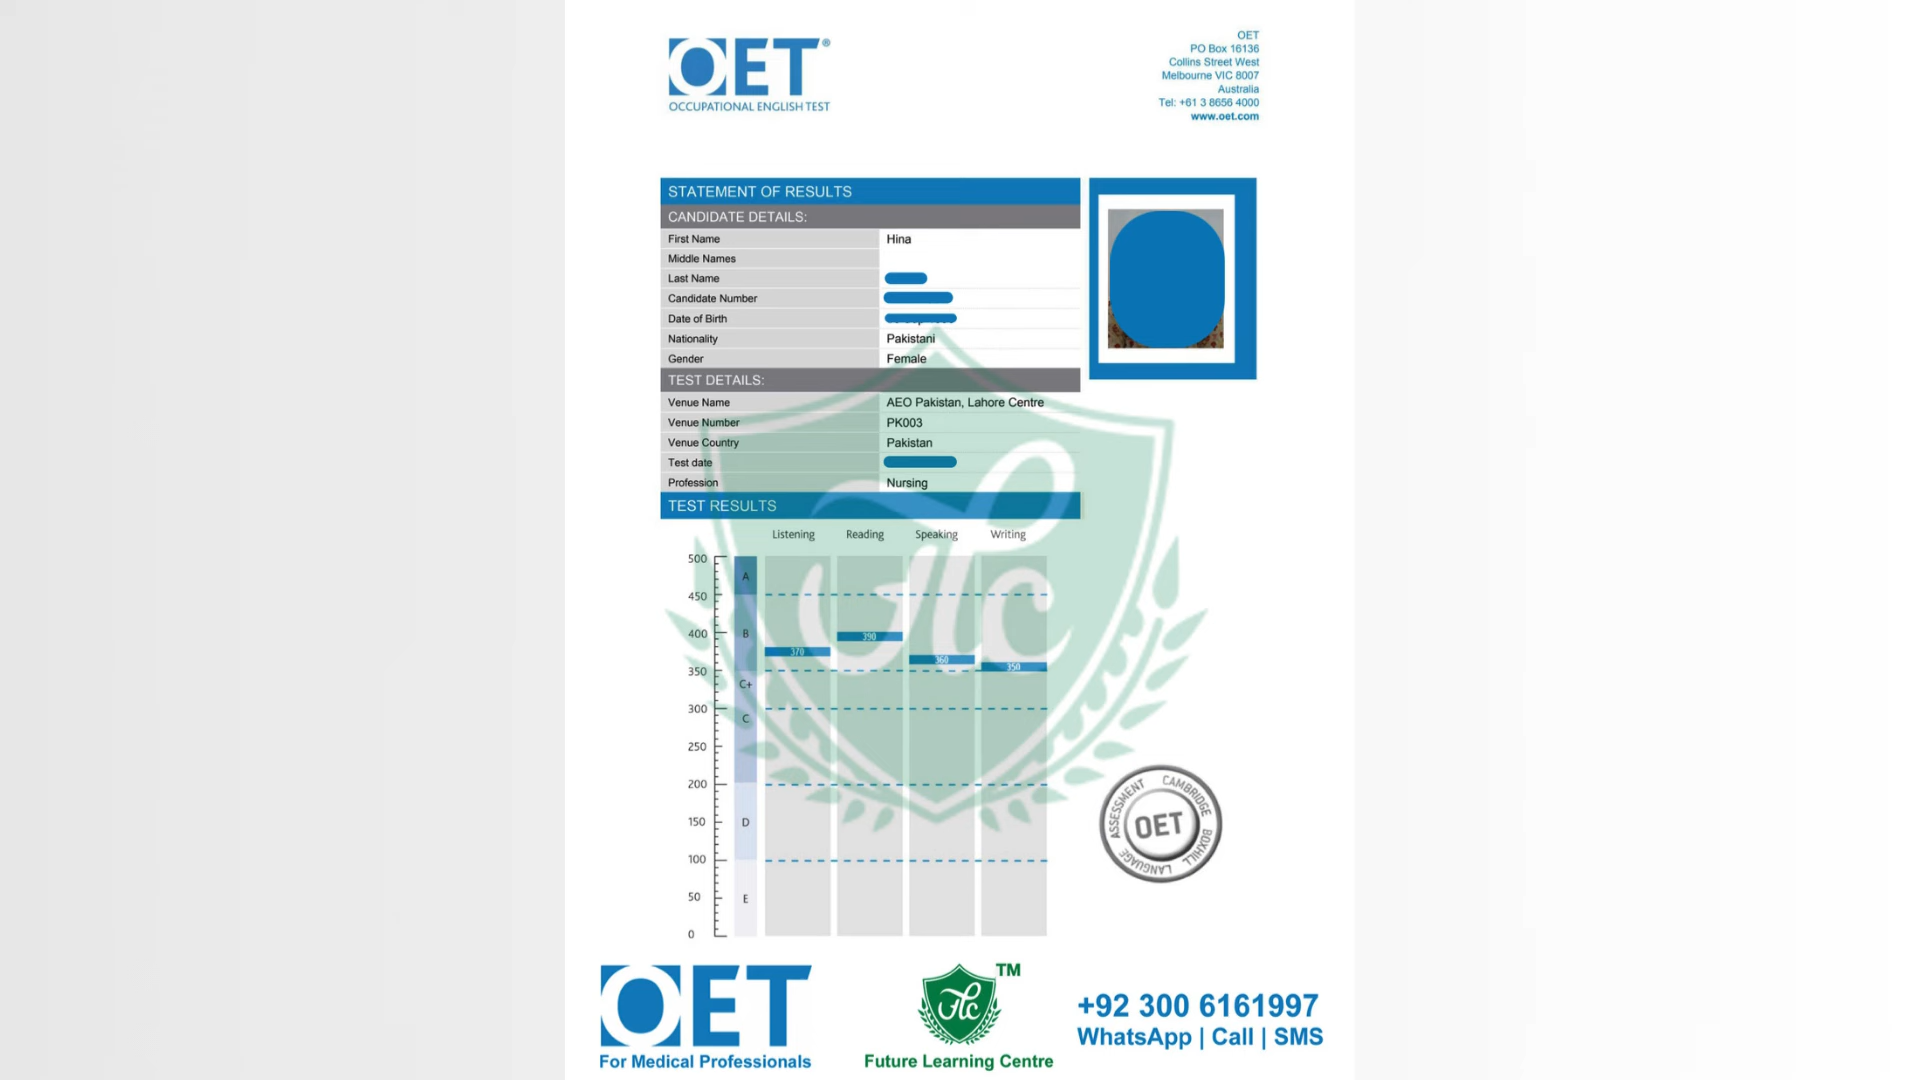 OET®
OCCUPATIONAL ENGLISH TEST
OET
PO Box 16136
Collins Street West
Melbourne VIC 8007
Australia
Tel: +61 3 8656 4000
www.oet.com
STATEMENT OF RESULTS
CANDIDATE DETAILS:
First Name Hina
Middle Names
Last Name
Candidate Number
Date of Birth
Nationality Pakistani
Gender Female
TEST DETAILS:
Venue Name AEO Pakistan, Lahore Centre
Venue Number PK003
Venue Country Pakistan
Test date
Profession Nursing
TEST RESULTS
Listening Reading Speaking Writing
500
A
450
400 B
390
370
360
350
350
C+
300
C
250
200
150 D
100
50 E
0
flc
CAMBRIDGE BOXHILL LANGUAGE ASSESSMENT
OET
OET
For Medical Professionals
flc TM
Future Learning Centre
+92 300 6161997
WhatsApp | Call | SMS